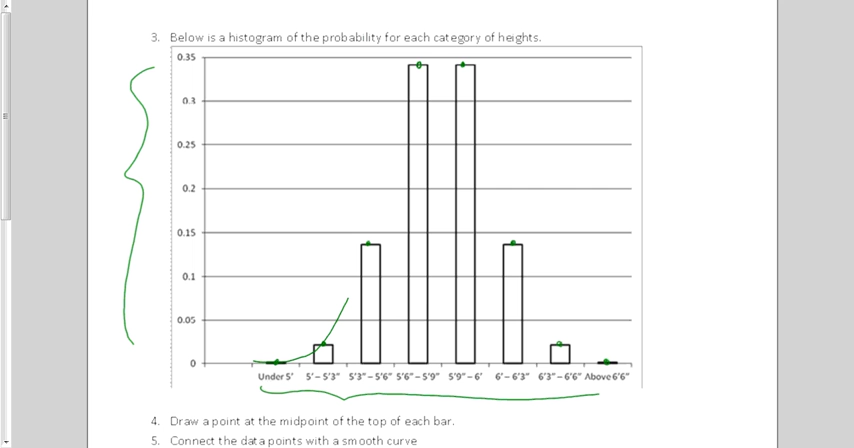 3. Below is a histogram of the probability for each category of heights.
0.35
0.3
0.25
0.2
0.15
0.1
0.05
0
Under 5' 5' – 5'3" 5'3" – 5'6" 5'6" – 5'9" 5'9" – 6' 6' – 6'3" 6'3" – 6'6" Above 6'6"
4. Draw a point at the midpoint of the top of each bar.
5. Connect the data points with a smooth curve